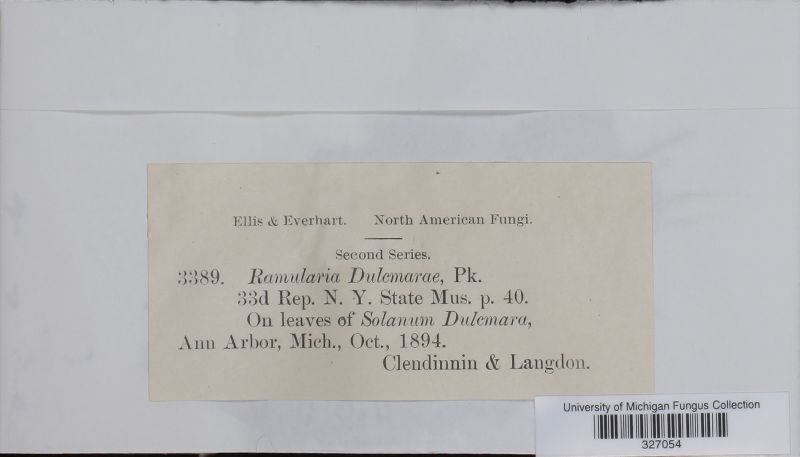 Ellis & Everhart. North American Fungi.
Second Series.
3389. Ramularia Dulcmarae, Pk.
33d Rep. N. Y. State Mus. p. 40.
On leaves of Solanum Dulcmara,
Ann Arbor, Mich., Oct., 1894.
Clendinnin & Langdon.
University of Michigan Fungus Collection
327054